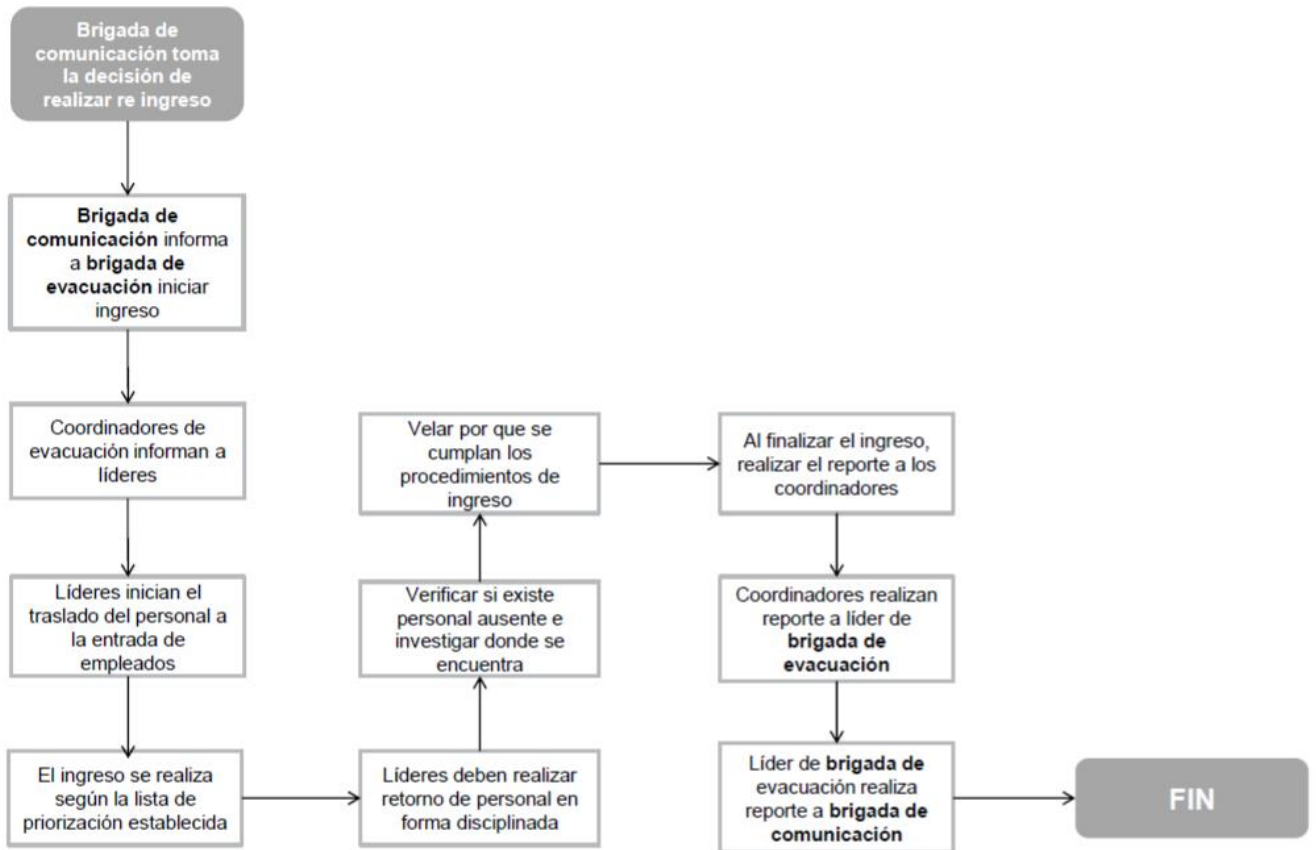 Brigada de
comunicación toma
la decisión de
realizar re ingreso
Brigada de
comunicación informa
a brigada de
evacuación iniciar
ingreso
Coordinadores de
evacuación informan a
líderes
Líderes inician el
traslado del personal a
la entrada de
empleados
El ingreso se realiza
según la lista de
priorización establecida
Líderes deben realizar
retorno de personal en
forma disciplinada
Verificar si existe
personal ausente e
investigar donde se
encuentra
Velar por que se
cumplan los
procedimientos de
ingreso
Al finalizar el ingreso,
realizar el reporte a los
coordinadores
Coordinadores realizan
reporte a líder de
brigada de
evacuación
Líder de brigada de
evacuación realiza
reporte a brigada de
comunicación
FIN